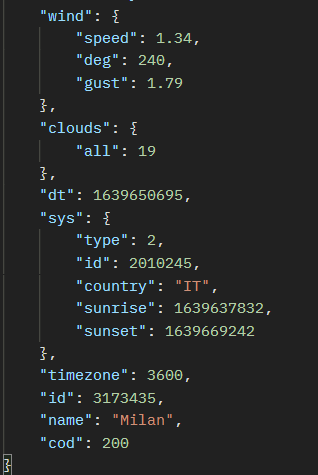 "wind": {
"speed": 1.34,
"deg": 240,
"gust": 1.79
},
"clouds": {
"all": 19
},
"dt": 1639650695,
"sys": {
"type": 2,
"id": 2010245,
"country": "IT",
"sunrise": 1639637832,
"sunset": 1639669242
},
"timezone": 3600,
"id": 3173435,
"name": "Milan",
"cod": 200
}